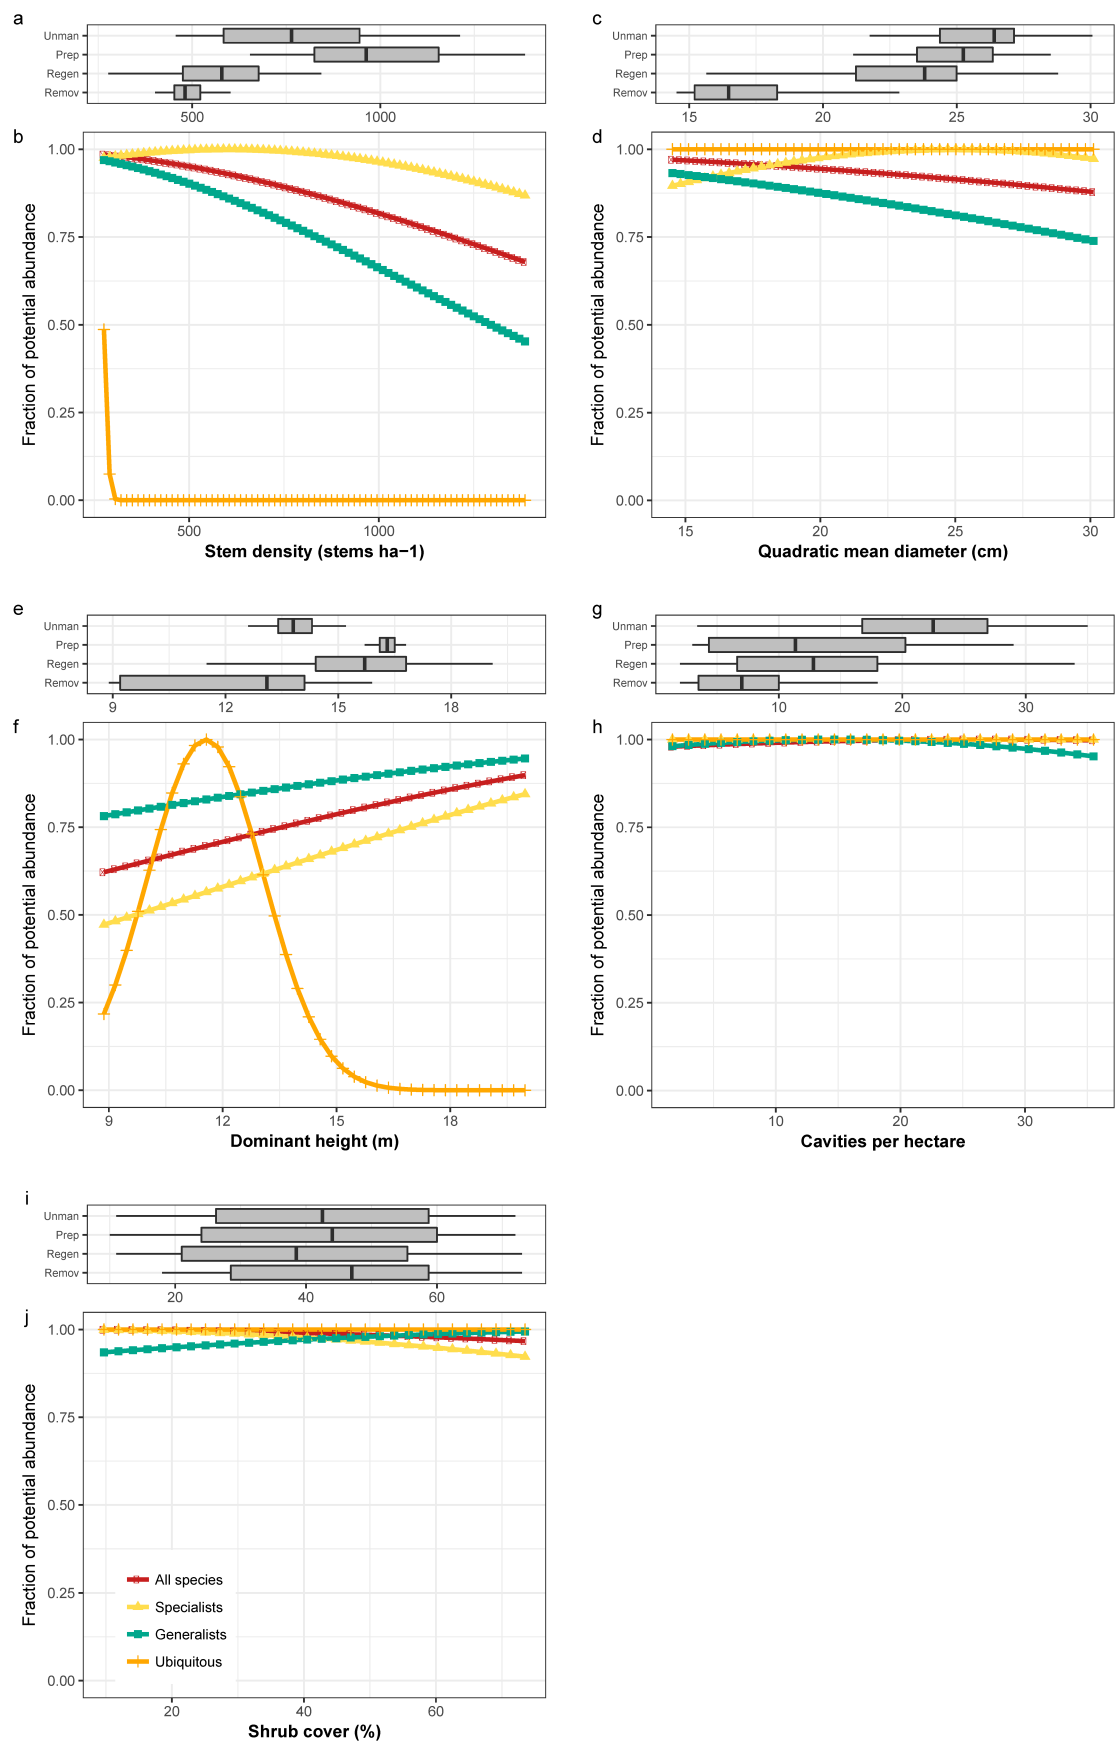 a
Unman
Prep
Regen
Remov
500
1000
b
1.00
0.75
0.50
0.25
0.00
Fraction of potential abundance
500
1000
Stem density (stems ha−1)
c
Unman
Prep
Regen
Remov
15
20
25
30
d
1.00
0.75
0.50
0.25
0.00
Fraction of potential abundance
15
20
25
30
Quadratic mean diameter (cm)
e
Unman
Prep
Regen
Remov
9
12
15
18
f
1.00
0.75
0.50
0.25
0.00
Fraction of potential abundance
9
12
15
18
Dominant height (m)
g
Unman
Prep
Regen
Remov
10
20
30
h
1.00
0.75
0.50
0.25
0.00
Fraction of potential abundance
10
20
30
Cavities per hectare
i
Unman
Prep
Regen
Remov
20
40
60
j
1.00
0.75
0.50
0.25
0.00
Fraction of potential abundance
All species
Specialists
Generalists
Ubiquitous
20
40
60
Shrub cover (%)